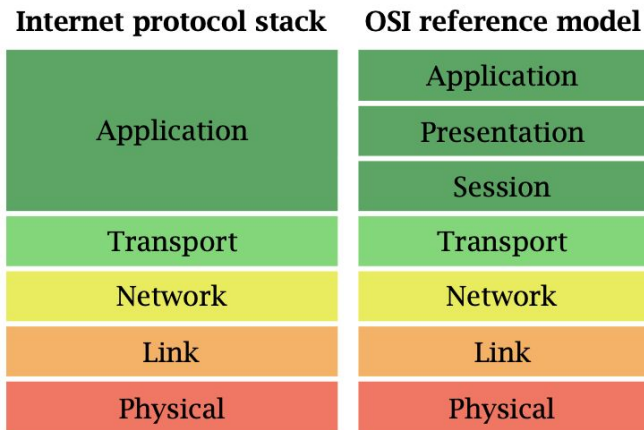 Internet protocol stack
Application
Transport
Network
Link
Physical
OSI reference model
Application
Presentation
Session
Transport
Network
Link
Physical